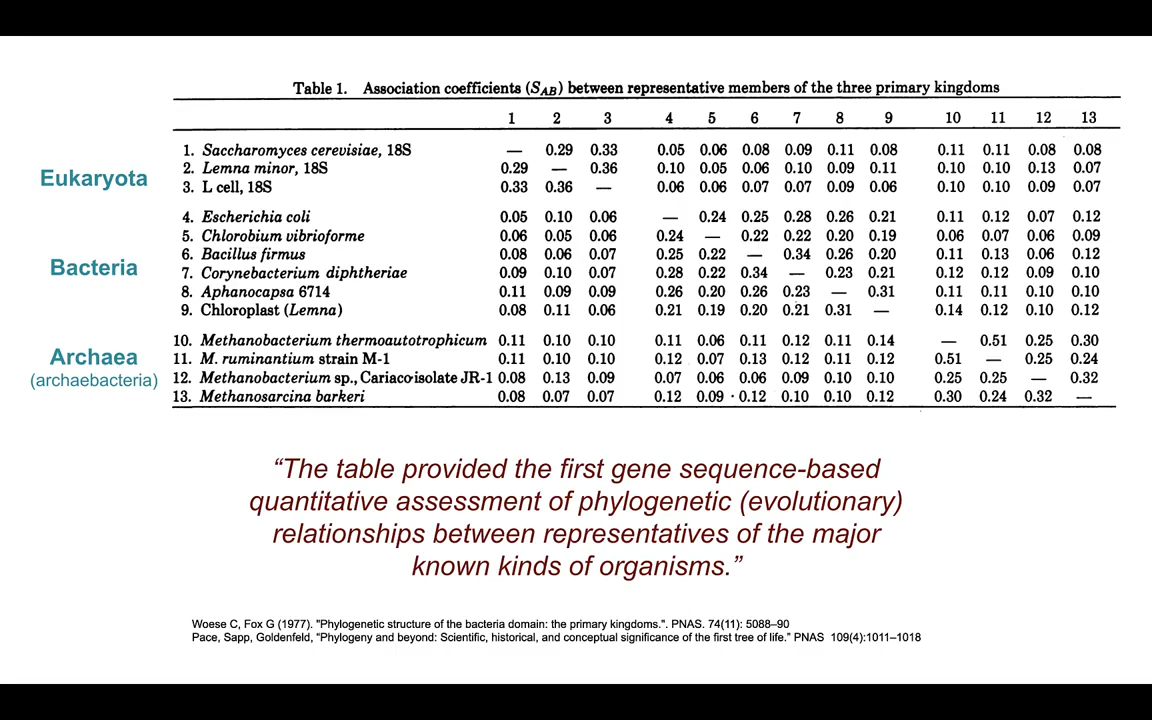 Table 1. Association coefficients (SAB) between representative members of the three primary kingdoms
1 2 3 4 5 6 7 8 9 10 11 12 13
Eukaryota
1. Saccharomyces cerevisiae, 18S — 0.29 0.33 0.05 0.06 0.08 0.09 0.11 0.08 0.11 0.11 0.08 0.08
2. Lemna minor, 18S 0.29 — 0.36 0.10 0.05 0.06 0.10 0.09 0.11 0.10 0.10 0.13 0.07
3. L cell, 18S 0.33 0.36 — 0.06 0.06 0.07 0.07 0.09 0.06 0.10 0.10 0.09 0.07
Bacteria
4. Escherichia coli 0.05 0.10 0.06 — 0.24 0.25 0.28 0.26 0.21 0.11 0.12 0.07 0.12
5. Chlorobium vibrioforme 0.06 0.05 0.06 0.24 — 0.22 0.22 0.20 0.19 0.06 0.07 0.06 0.09
6. Bacillus firmus 0.08 0.06 0.07 0.25 0.22 — 0.34 0.26 0.20 0.11 0.13 0.06 0.12
7. Corynebacterium diphtheriae 0.09 0.10 0.07 0.28 0.22 0.34 — 0.23 0.21 0.12 0.12 0.09 0.10
8. Aphanocapsa 6714 0.11 0.09 0.09 0.26 0.20 0.26 0.23 — 0.31 0.11 0.11 0.10 0.10
9. Chloroplast (Lemna) 0.08 0.11 0.06 0.21 0.19 0.20 0.21 0.31 — 0.14 0.12 0.10 0.12
Archaea
(archaebacteria)
10. Methanobacterium thermoautotrophicum 0.11 0.10 0.10 0.11 0.06 0.11 0.12 0.11 0.14 — 0.51 0.25 0.30
11. M. ruminantium strain M-1 0.11 0.10 0.10 0.12 0.07 0.13 0.12 0.11 0.12 0.51 — 0.25 0.24
12. Methanobacterium sp., Cariaco isolate JR-1 0.08 0.13 0.09 0.07 0.06 0.06 0.09 0.10 0.10 0.25 0.25 — 0.32
13. Methanosarcina barkeri 0.08 0.07 0.07 0.12 0.09 0.12 0.10 0.10 0.12 0.30 0.24 0.32 —
“The table provided the first gene sequence-based
quantitative assessment of phylogenetic (evolutionary)
relationships between representatives of the major
known kinds of organisms.”
Woese C, Fox G (1977). "Phylogenetic structure of the bacteria domain: the primary kingdoms.". PNAS. 74(11): 5088–90
Pace, Sapp, Goldenfeld, “Phylogeny and beyond: Scientific, historical, and conceptual significance of the first tree of life.” PNAS 109(4):1011–1018